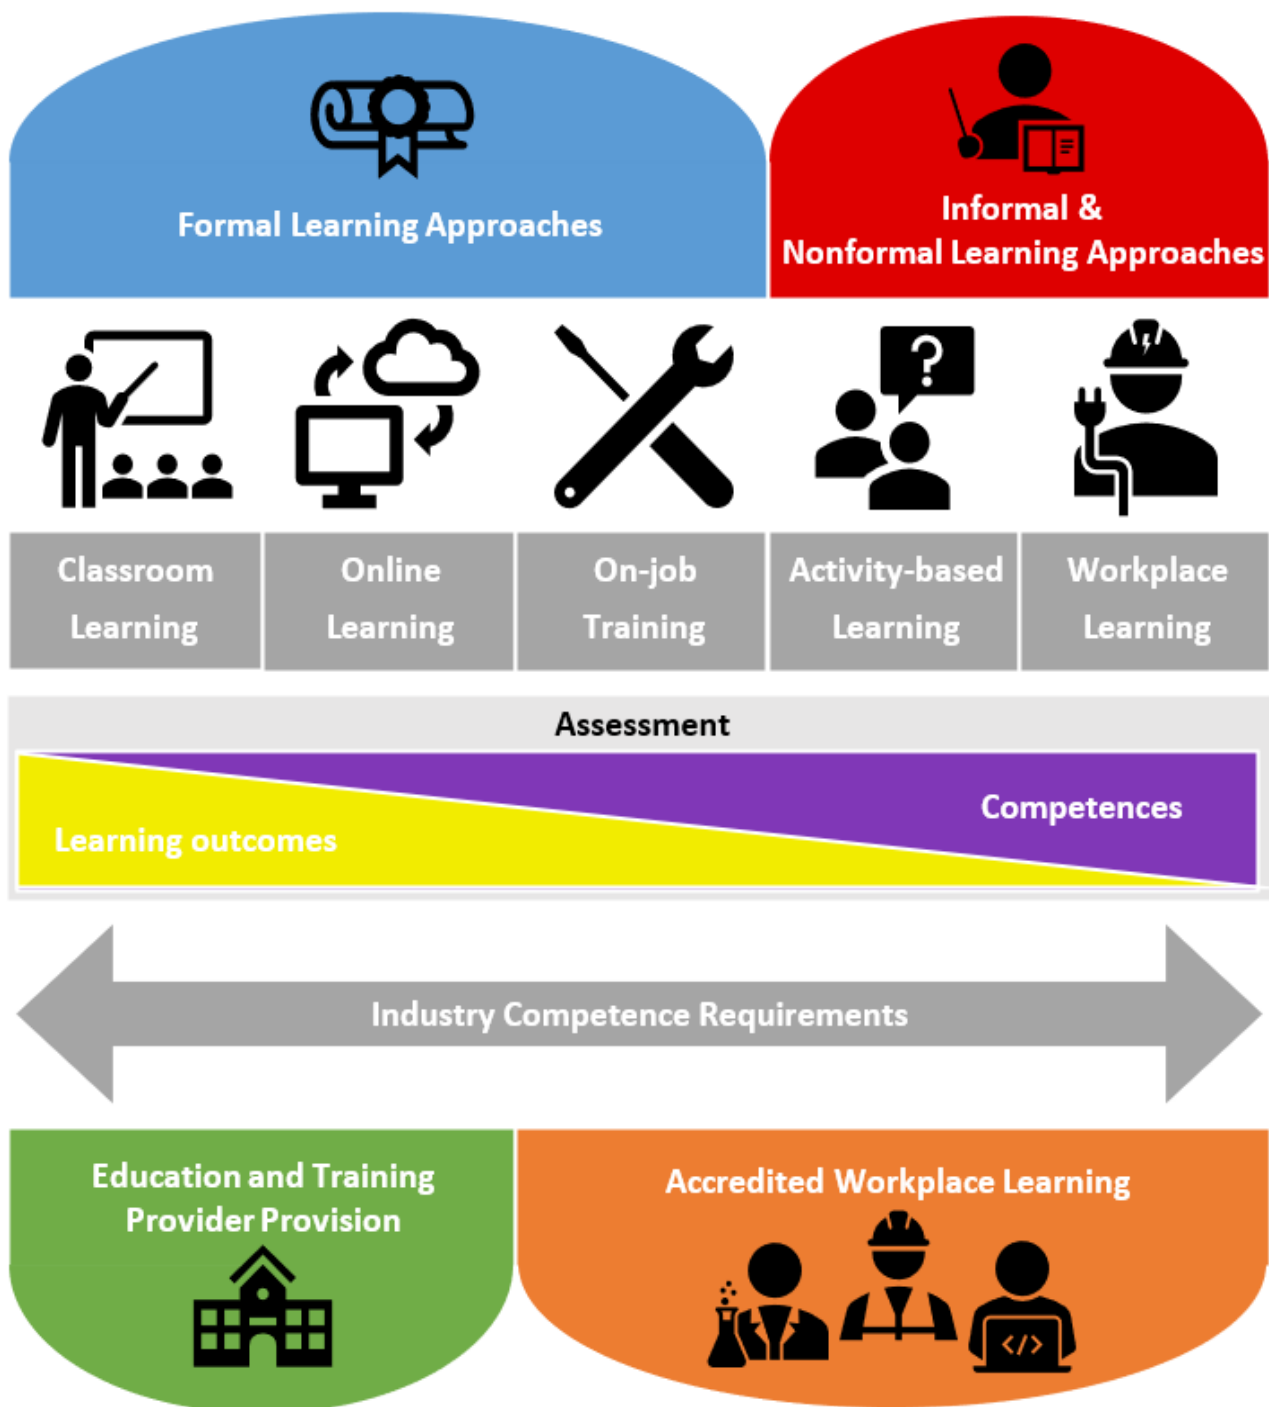 Formal Learning Approaches
Informal &
Nonformal Learning Approaches
?
Classroom
Learning
Online
Learning
On-job
Training
Activity-based
Learning
Workplace
Learning
Assessment
Competences
Learning outcomes
Industry Competence Requirements
Education and Training
Provider Provision
Accredited Workplace Learning
</>